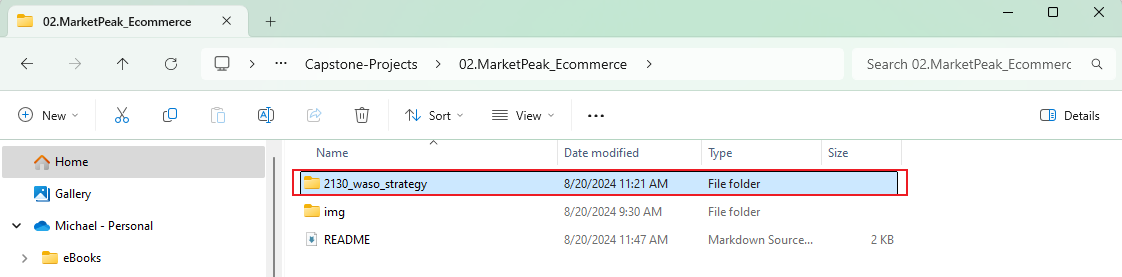 02.MarketPeak_Ecommerce
Capstone-Projects 02.MarketPeak_Ecommerce Search 02.MarketPeak_Ecommerc
New Sort View Details
Name Date modified Type Size
Home
2130_waso_strategy 8/20/2024 11:21 AM File folder
Gallery
img 8/20/2024 9:30 AM File folder
Michael - Personal
README 8/20/2024 11:47 AM Markdown Source... 2 KB
eBooks